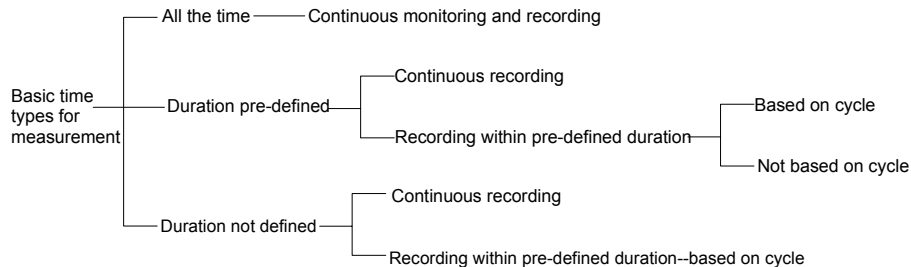 All the time
Continuous monitoring and recording
Basic time
types for
measurement
Duration pre-defined
Continuous recording
Recording within pre-defined duration
Based on cycle
Not based on cycle
Duration not defined
Continuous recording
Recording within pre-defined duration--based on cycle